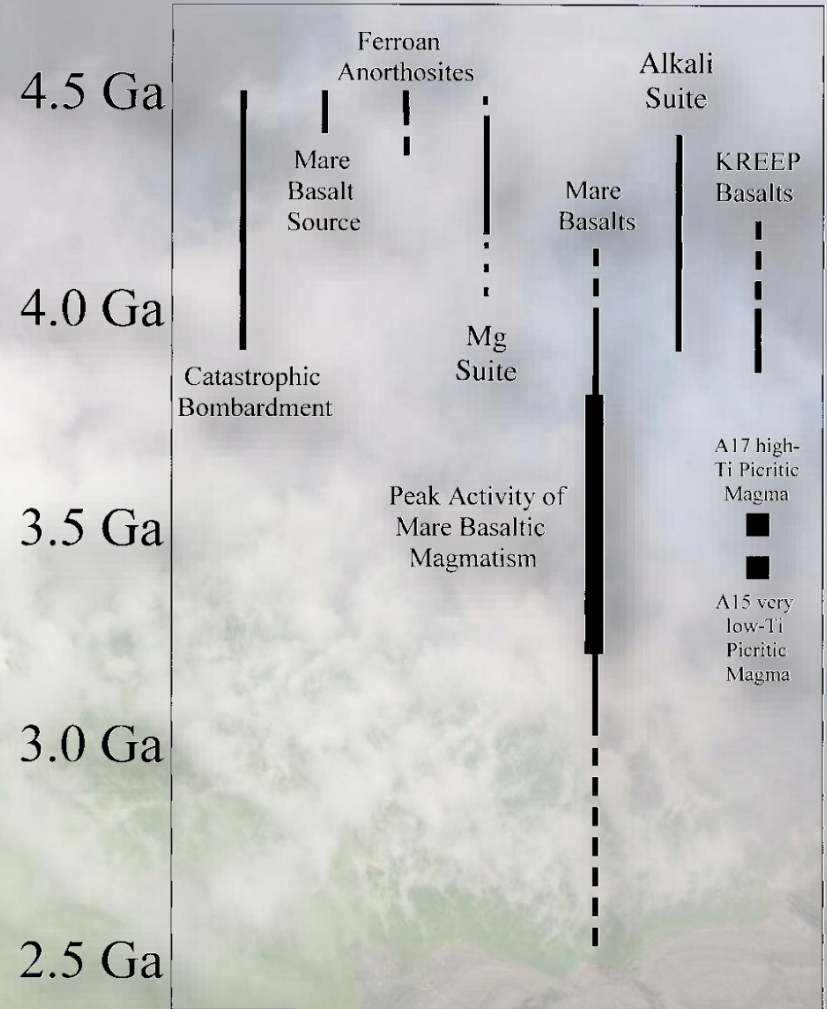 4.5 Ga
4.0 Ga
3.5 Ga
3.0 Ga
2.5 Ga
Catastrophic
Bombardment
Mare
Basalt
Source
Ferroan
Anorthosites
Mg
Suite
Peak Activity of
Mare Basaltic
Magmatism
Mare
Basalts
Alkali
Suite
KREEP
Basalts
A17 high-
Ti Picritic
Magma
A15 very
low-Ti
Picritic
Magma